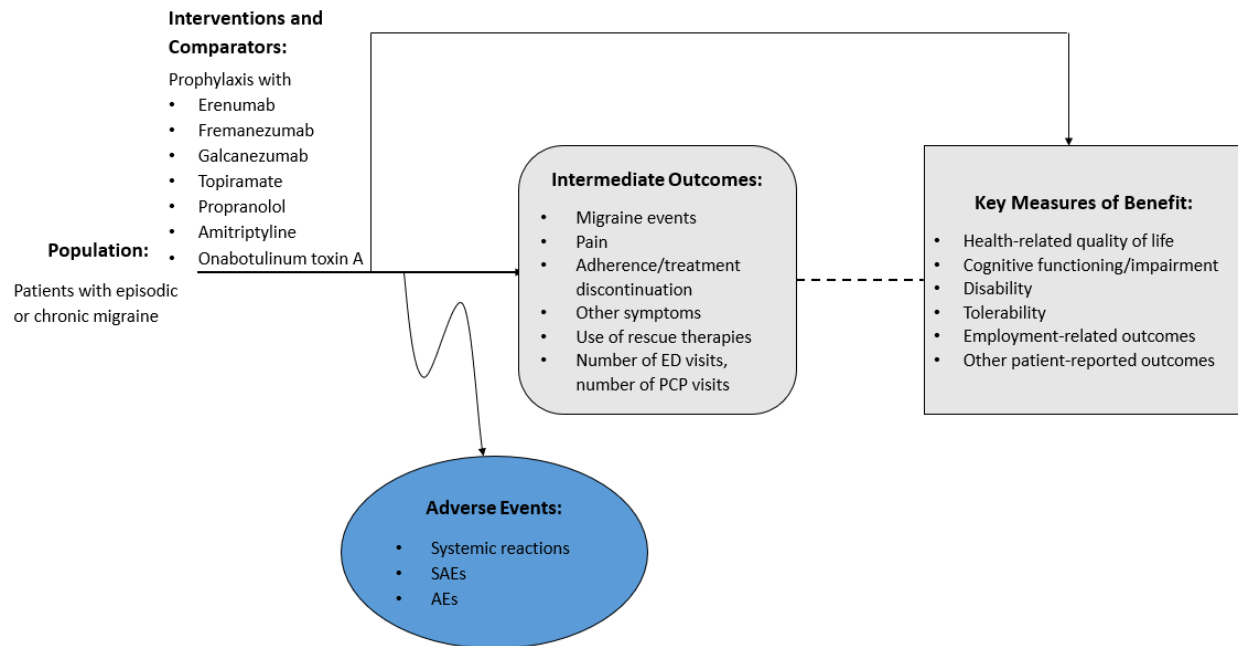 Interventions and
Comparators:
Prophylaxis with
• Erenumab
• Fremanezumab
• Galcanezumab
• Topiramate
• Propranolol
• Amitriptyline
• Onabotulinum toxin A
Population:
Patients with episodic
or chronic migraine
Intermediate Outcomes:
• Migraine events
• Pain
• Adherence/treatment
discontinuation
• Other symptoms
• Use of rescue therapies
• Number of ED visits,
number of PCP visits
Key Measures of Benefit:
• Health-related quality of life
• Cognitive functioning/impairment
• Disability
• Tolerability
• Employment-related outcomes
• Other patient-reported outcomes
Adverse Events:
• Systemic reactions
• SAEs
• AEs